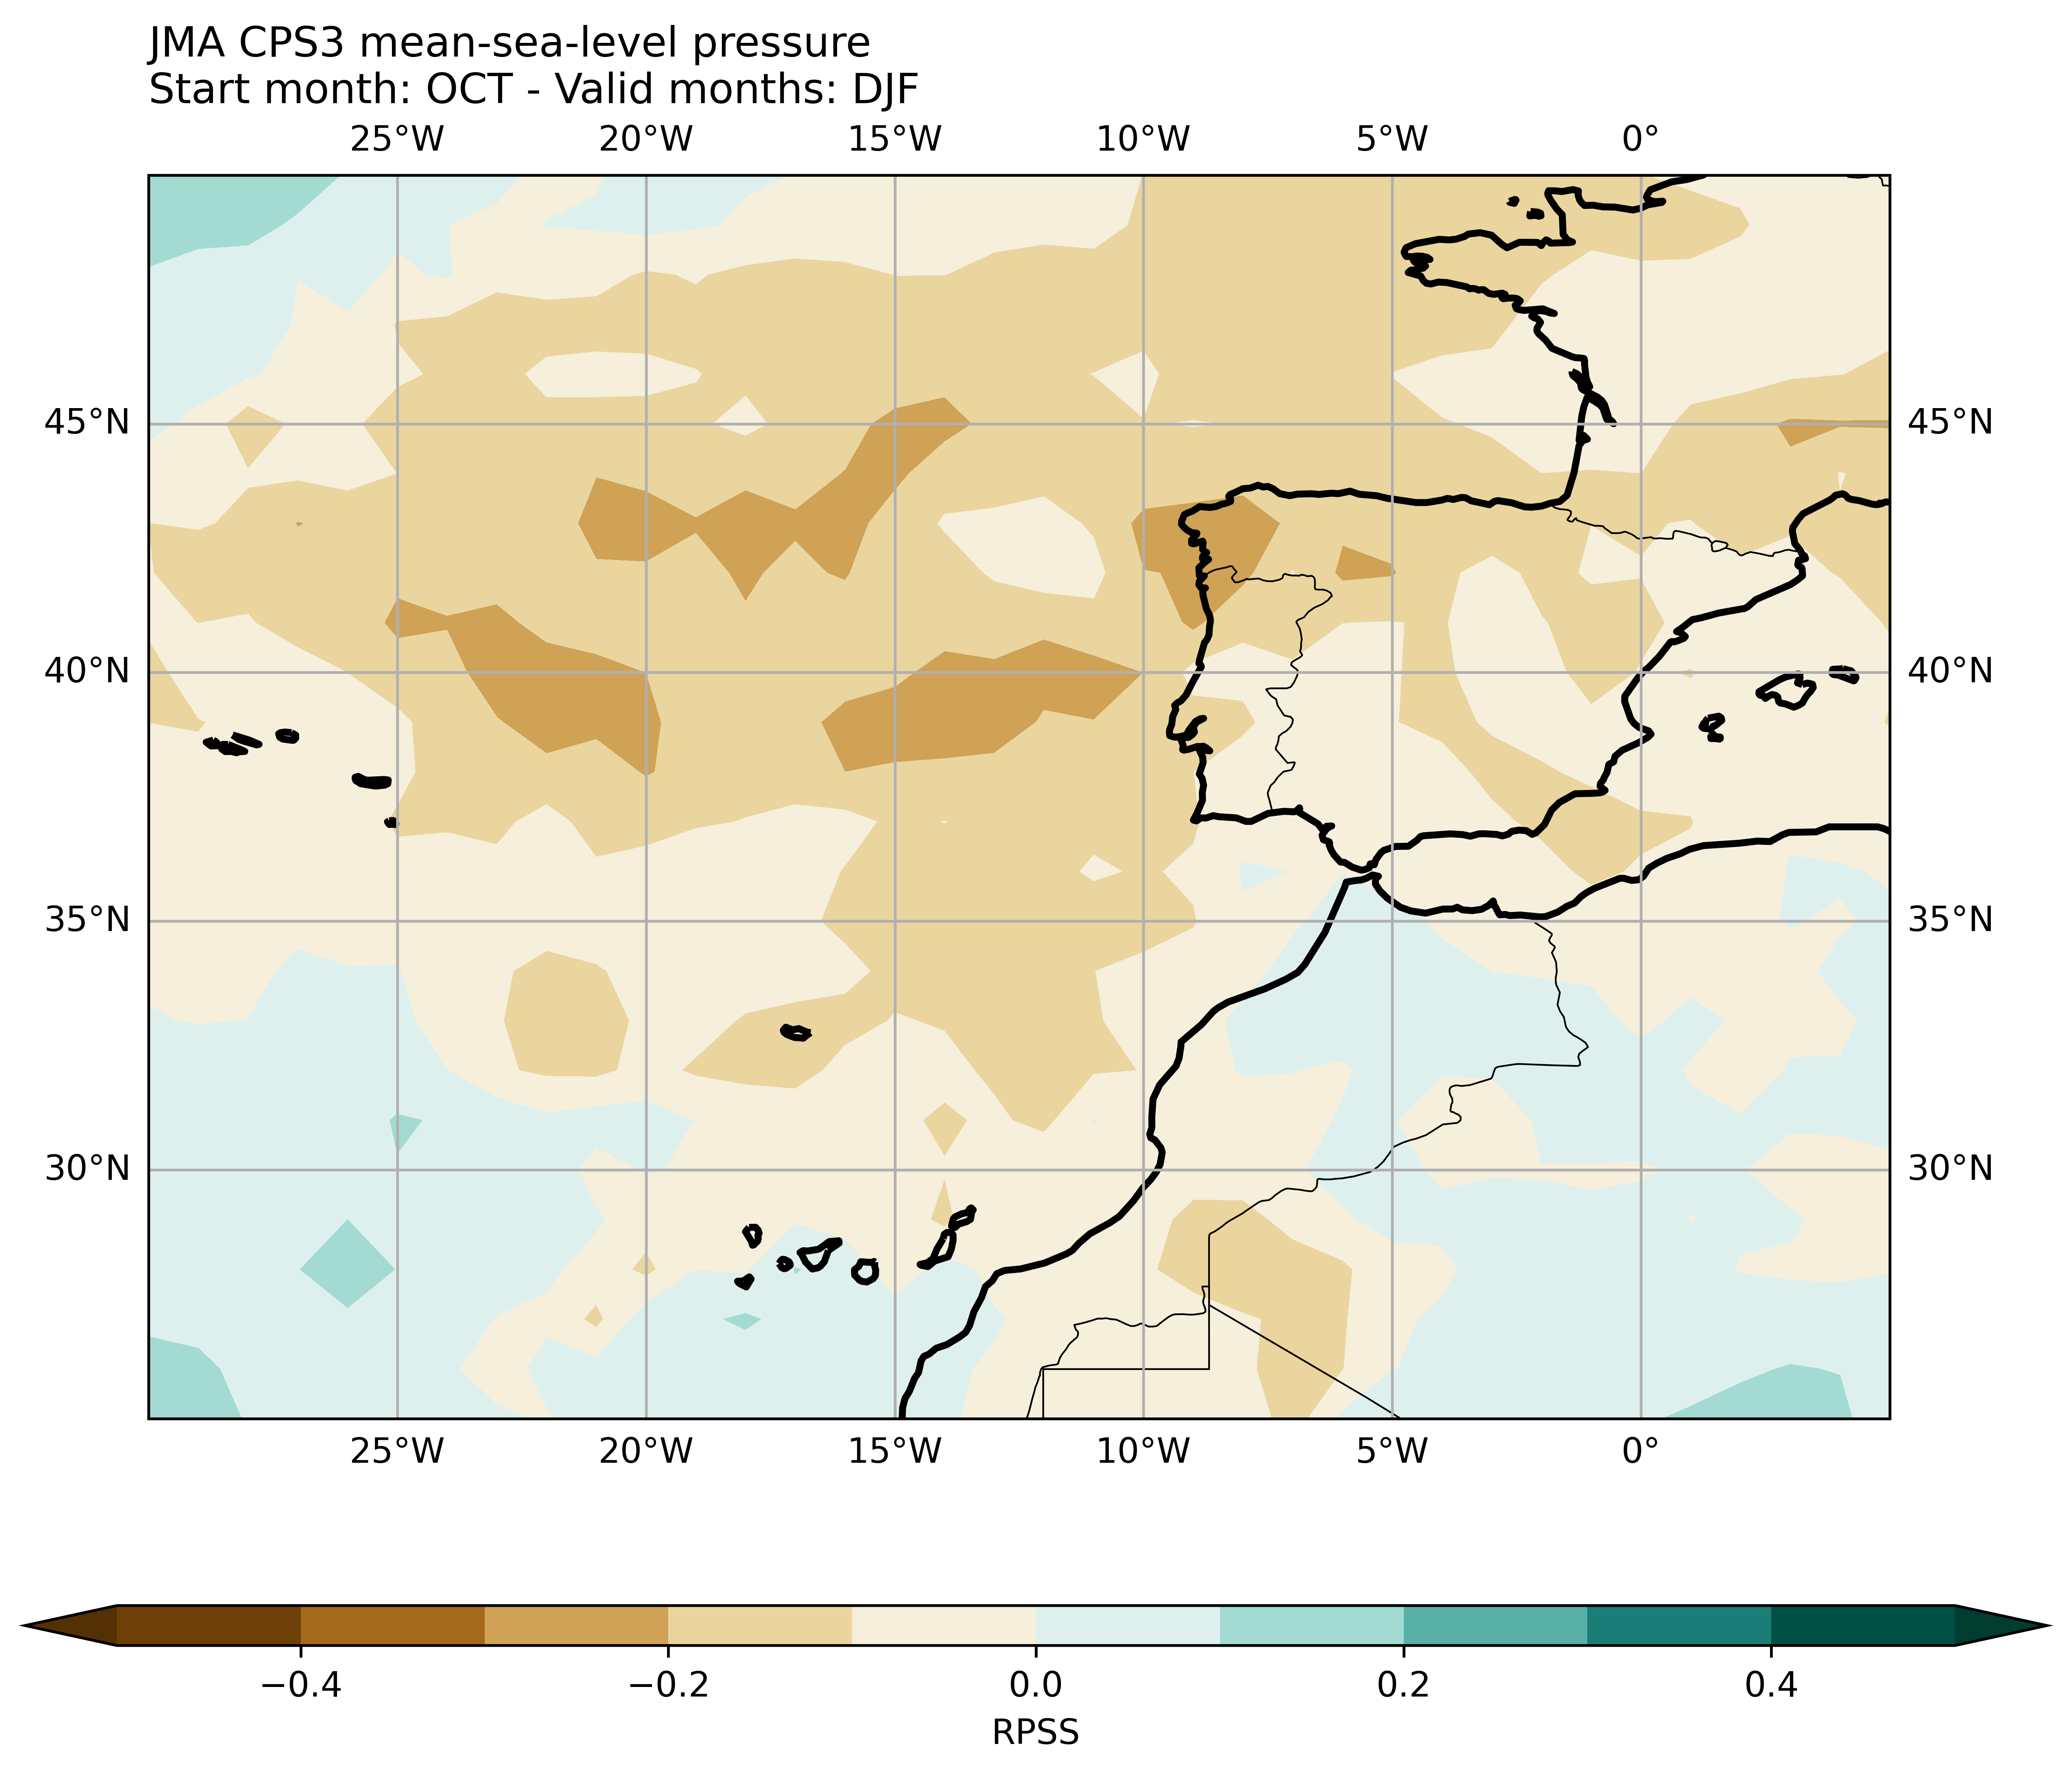 JMA CPS3 mean-sea-level pressure
Start month: OCT - Valid months: DJF
25°W 20°W 15°W 10°W 5°W 0°
45°N 45°N
40°N 40°N
35°N 35°N
30°N 30°N
25°W 20°W 15°W 10°W 5°W 0°
−0.4 −0.2 0.0 0.2 0.4
RPSS